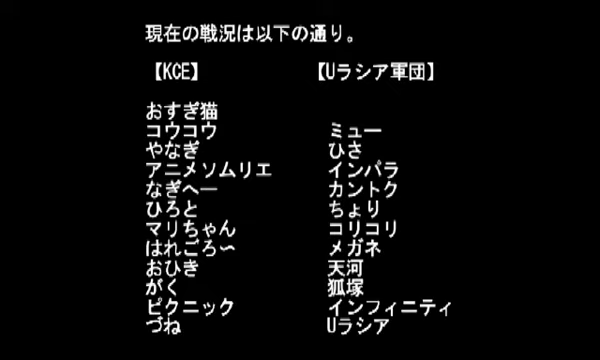 現在の戦況は以下の通り。
【KCE】 【Uラシア軍団】
おすぎ猫
コウコウ ミュー
やなぎ ひさ
アニメソムリエ インパラ
なぎへー カントク
ひろと ちょり
マリちゃん コリコリ
はれごろ〜 メガネ
おひき 天河
がく 狐塚
ピクニック インフィニティ
づね Uラシア